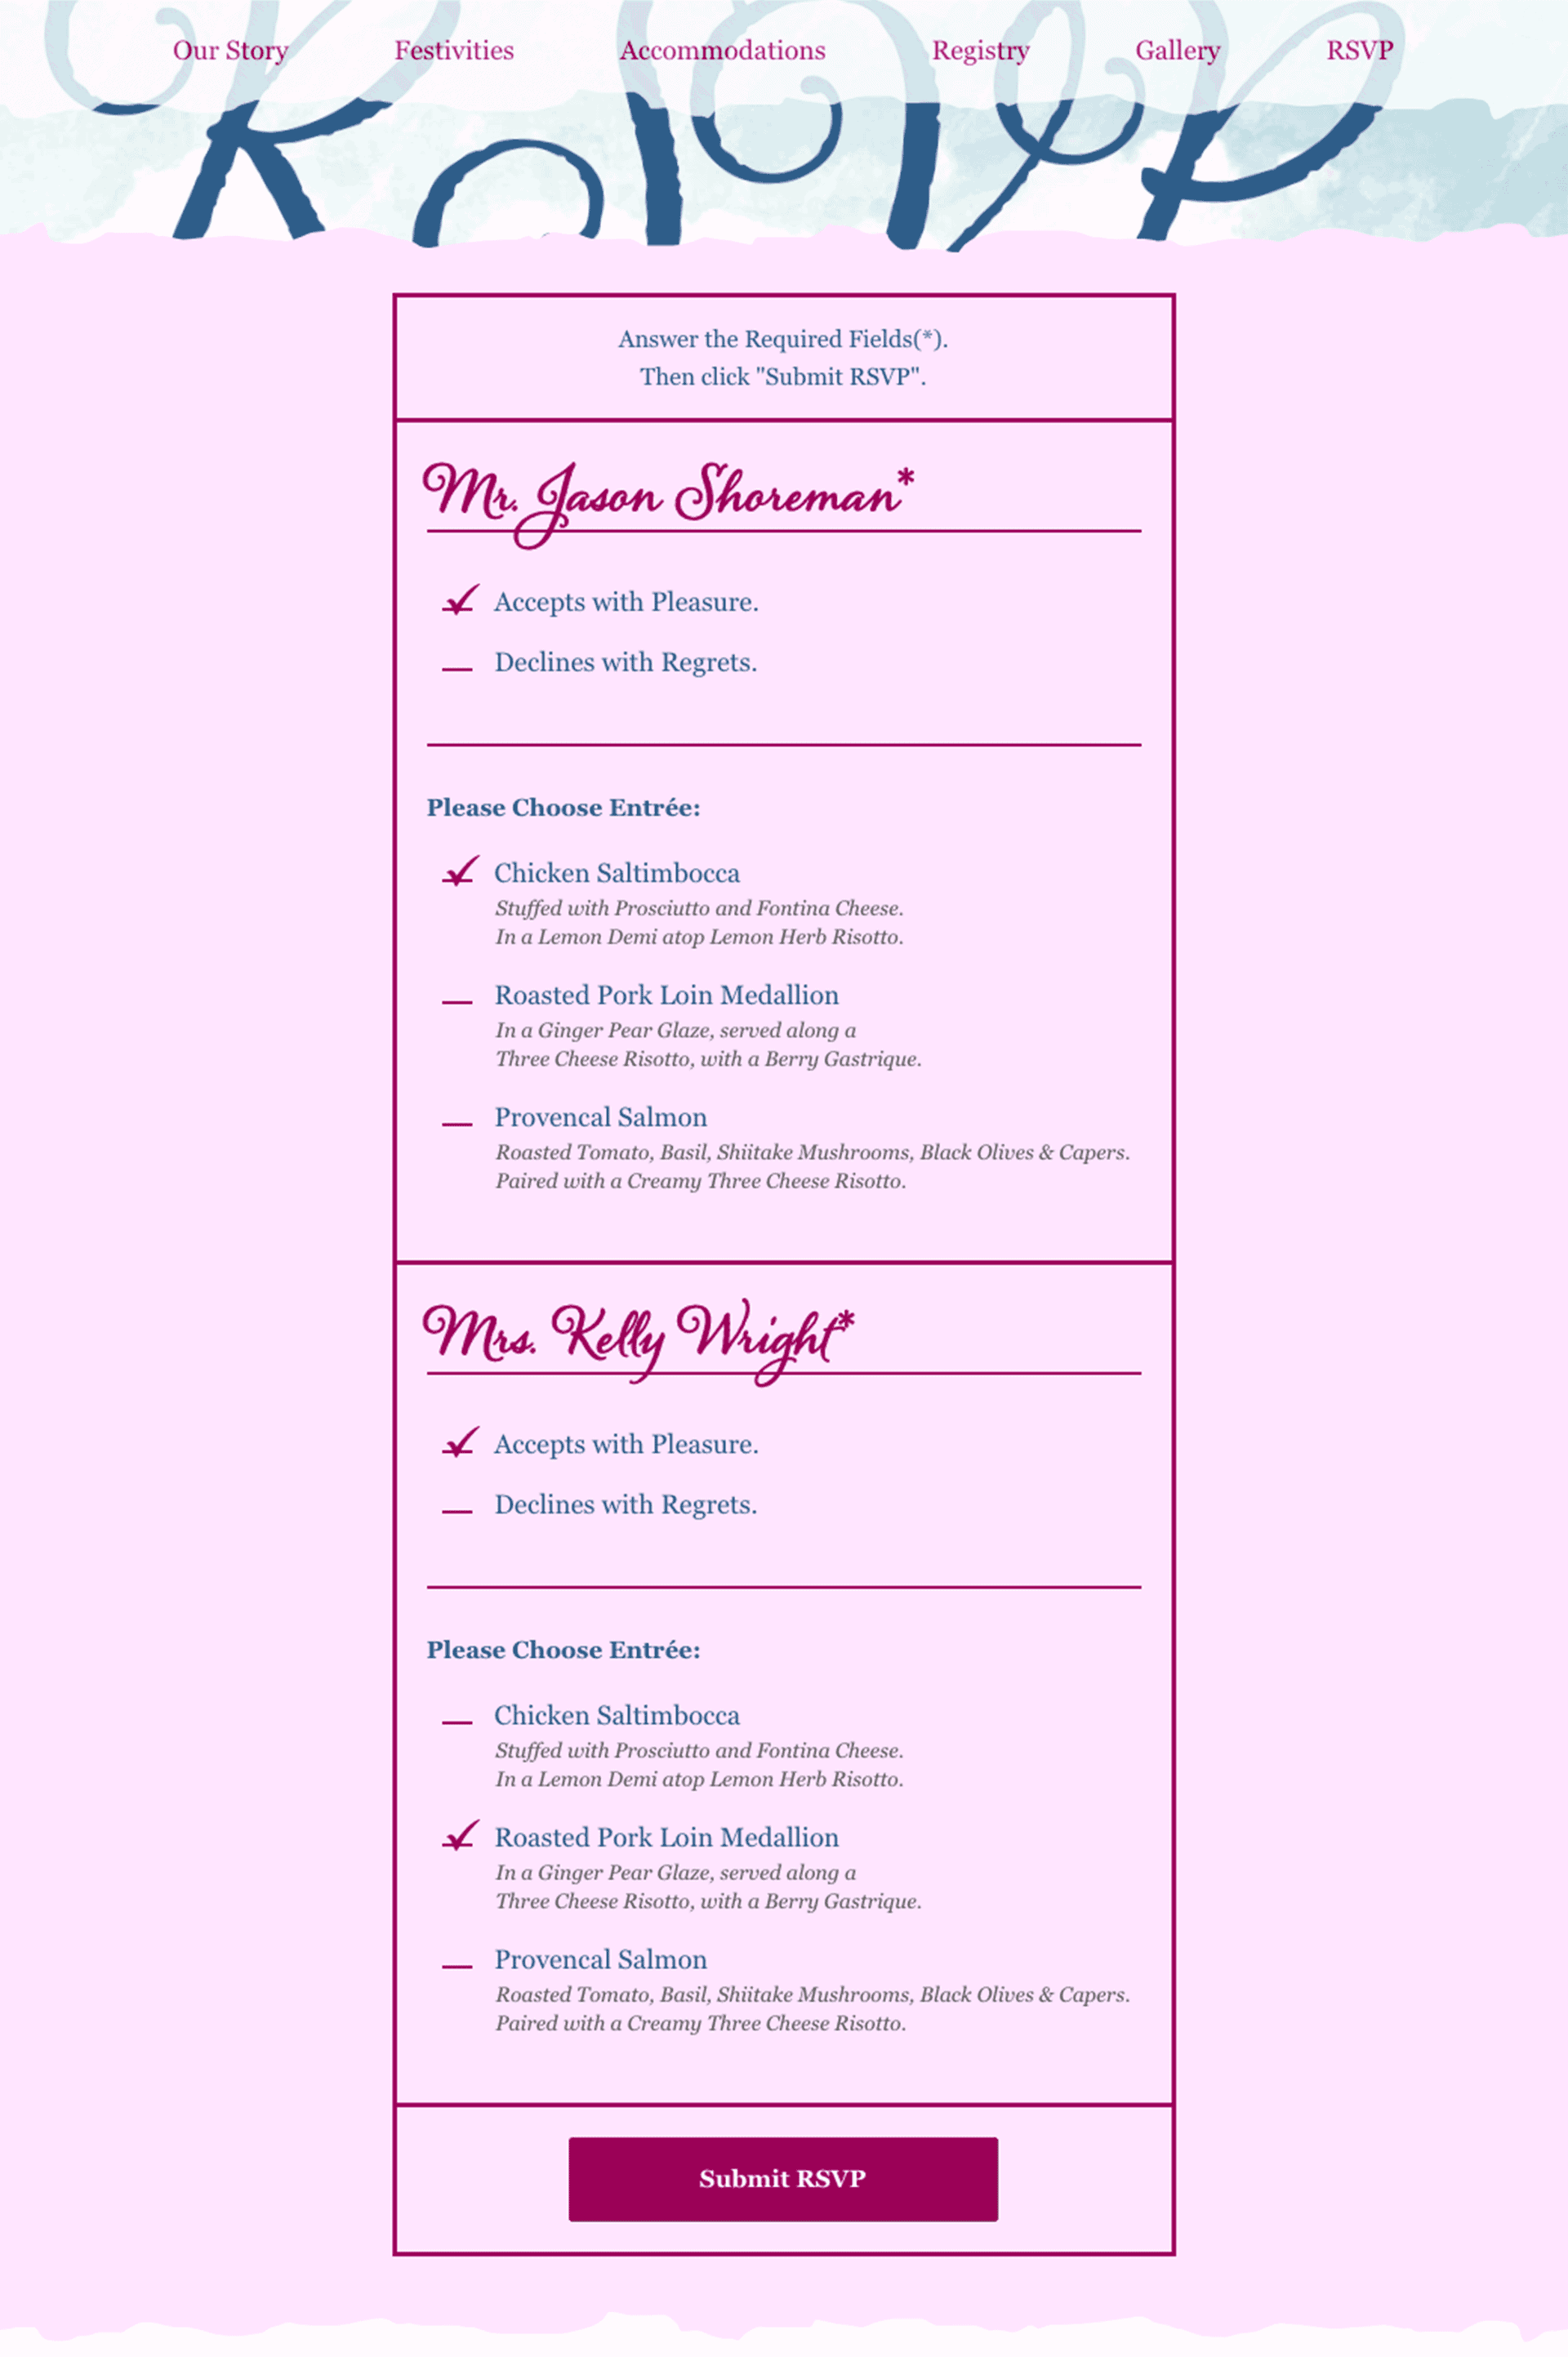 Our Story Festivities Accommodations Registry Gallery RSVP
RSVP
Answer the Required Fields(*).
Then click "Submit RSVP".
Mr. Jason Shoreman*
Accepts with Pleasure.
Declines with Regrets.
Please Choose Entrée:
Chicken Saltimbocca
Stuffed with Prosciutto and Fontina Cheese.
In a Lemon Demi atop Lemon Herb Risotto.
Roasted Pork Loin Medallion
In a Ginger Pear Glaze, served along a
Three Cheese Risotto, with a Berry Gastrique.
Provencal Salmon
Roasted Tomato, Basil, Shiitake Mushrooms, Black Olives & Capers.
Paired with a Creamy Three Cheese Risotto.
Mrs. Kelly Wright*
Accepts with Pleasure.
Declines with Regrets.
Please Choose Entrée:
Chicken Saltimbocca
Stuffed with Prosciutto and Fontina Cheese.
In a Lemon Demi atop Lemon Herb Risotto.
Roasted Pork Loin Medallion
In a Ginger Pear Glaze, served along a
Three Cheese Risotto, with a Berry Gastrique.
Provencal Salmon
Roasted Tomato, Basil, Shiitake Mushrooms, Black Olives & Capers.
Paired with a Creamy Three Cheese Risotto.
Submit RSVP